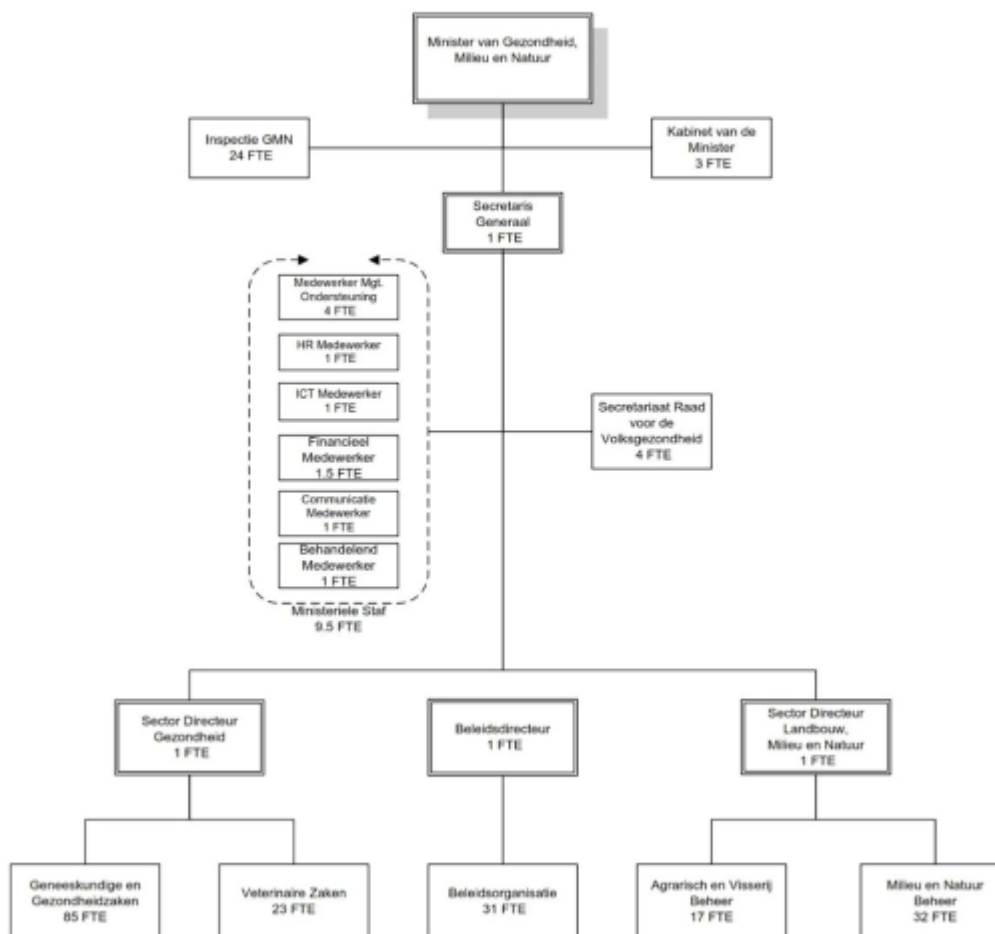 Minister van Gezondheid,
Milieu en Natuur
Inspectie GMN
24 FTE
Kabinet van de
Minister
3 FTE
Secretaris
Generaal
1 FTE
Medewerker Mgt.
Ondersteuning
4 FTE
HR Medewerker
1 FTE
ICT Medewerker
1 FTE
Financieel
Medewerker
1.5 FTE
Communicatie
Medewerker
1 FTE
Behandelend
Medewerker
1 FTE
Ministeriele Staf
9.5 FTE
Secretariaat Raad
voor de
Volksgezondheid
4 FTE
Sector Directeur
Gezondheid
1 FTE
Beleidsdirecteur
1 FTE
Sector Directeur
Landbouw,
Milieu en Natuur
1 FTE
Geneeskundige en
Gezondheidzaken
85 FTE
Veterinaire Zaken
23 FTE
Beleidsorganisatie
31 FTE
Agrarisch en Visserij
Beheer
17 FTE
Milieu en Natuur
Beheer
32 FTE